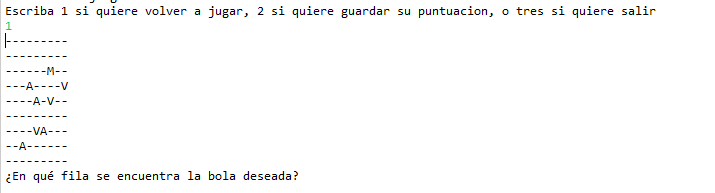 Escriba 1 si quiere volver a jugar, 2 si quiere guardar su puntuacion, o tres si quiere salir
1
---------
---------
------M--
---A----V
----A-V--
---------
----VA---
--A------
---------
¿En qué fila se encuentra la bola deseada?